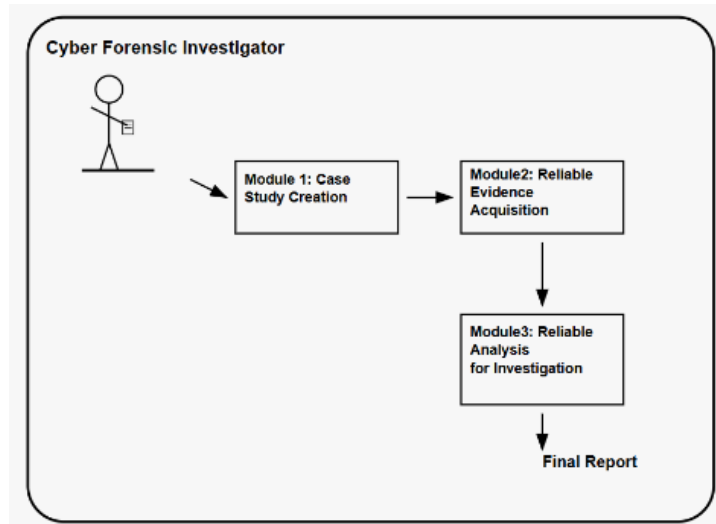 Cyber Forensic Investigator
Module 1: Case
Study Creation
Module2: Reliable
Evidence
Acquisition
Module3: Reliable
Analysis
for Investigation
Final Report